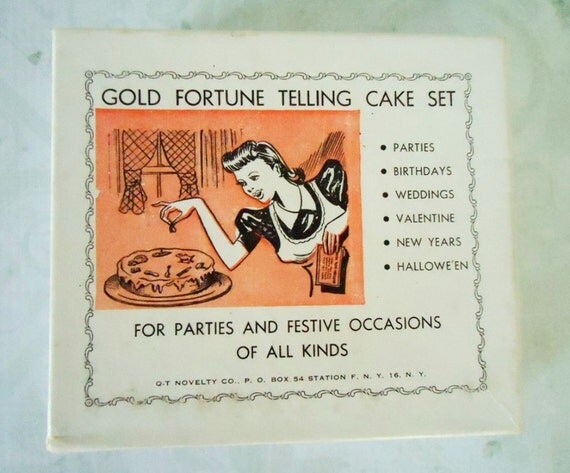 GOLD FORTUNE TELLING CAKE SET
• PARTIES
• BIRTHDAYS
• WEDDINGS
• VALENTINE
• NEW YEARS
• HALLOWE'EN
FOR PARTIES AND FESTIVE OCCASIONS
OF ALL KINDS
Q-T NOVELTY CO., P. O. BOX 54 STATION F, N. Y. 16, N. Y.